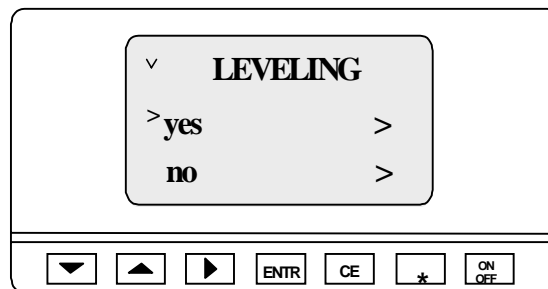 ˅ LEVELING
>yes >
no >
ENTR CE * ON OFF